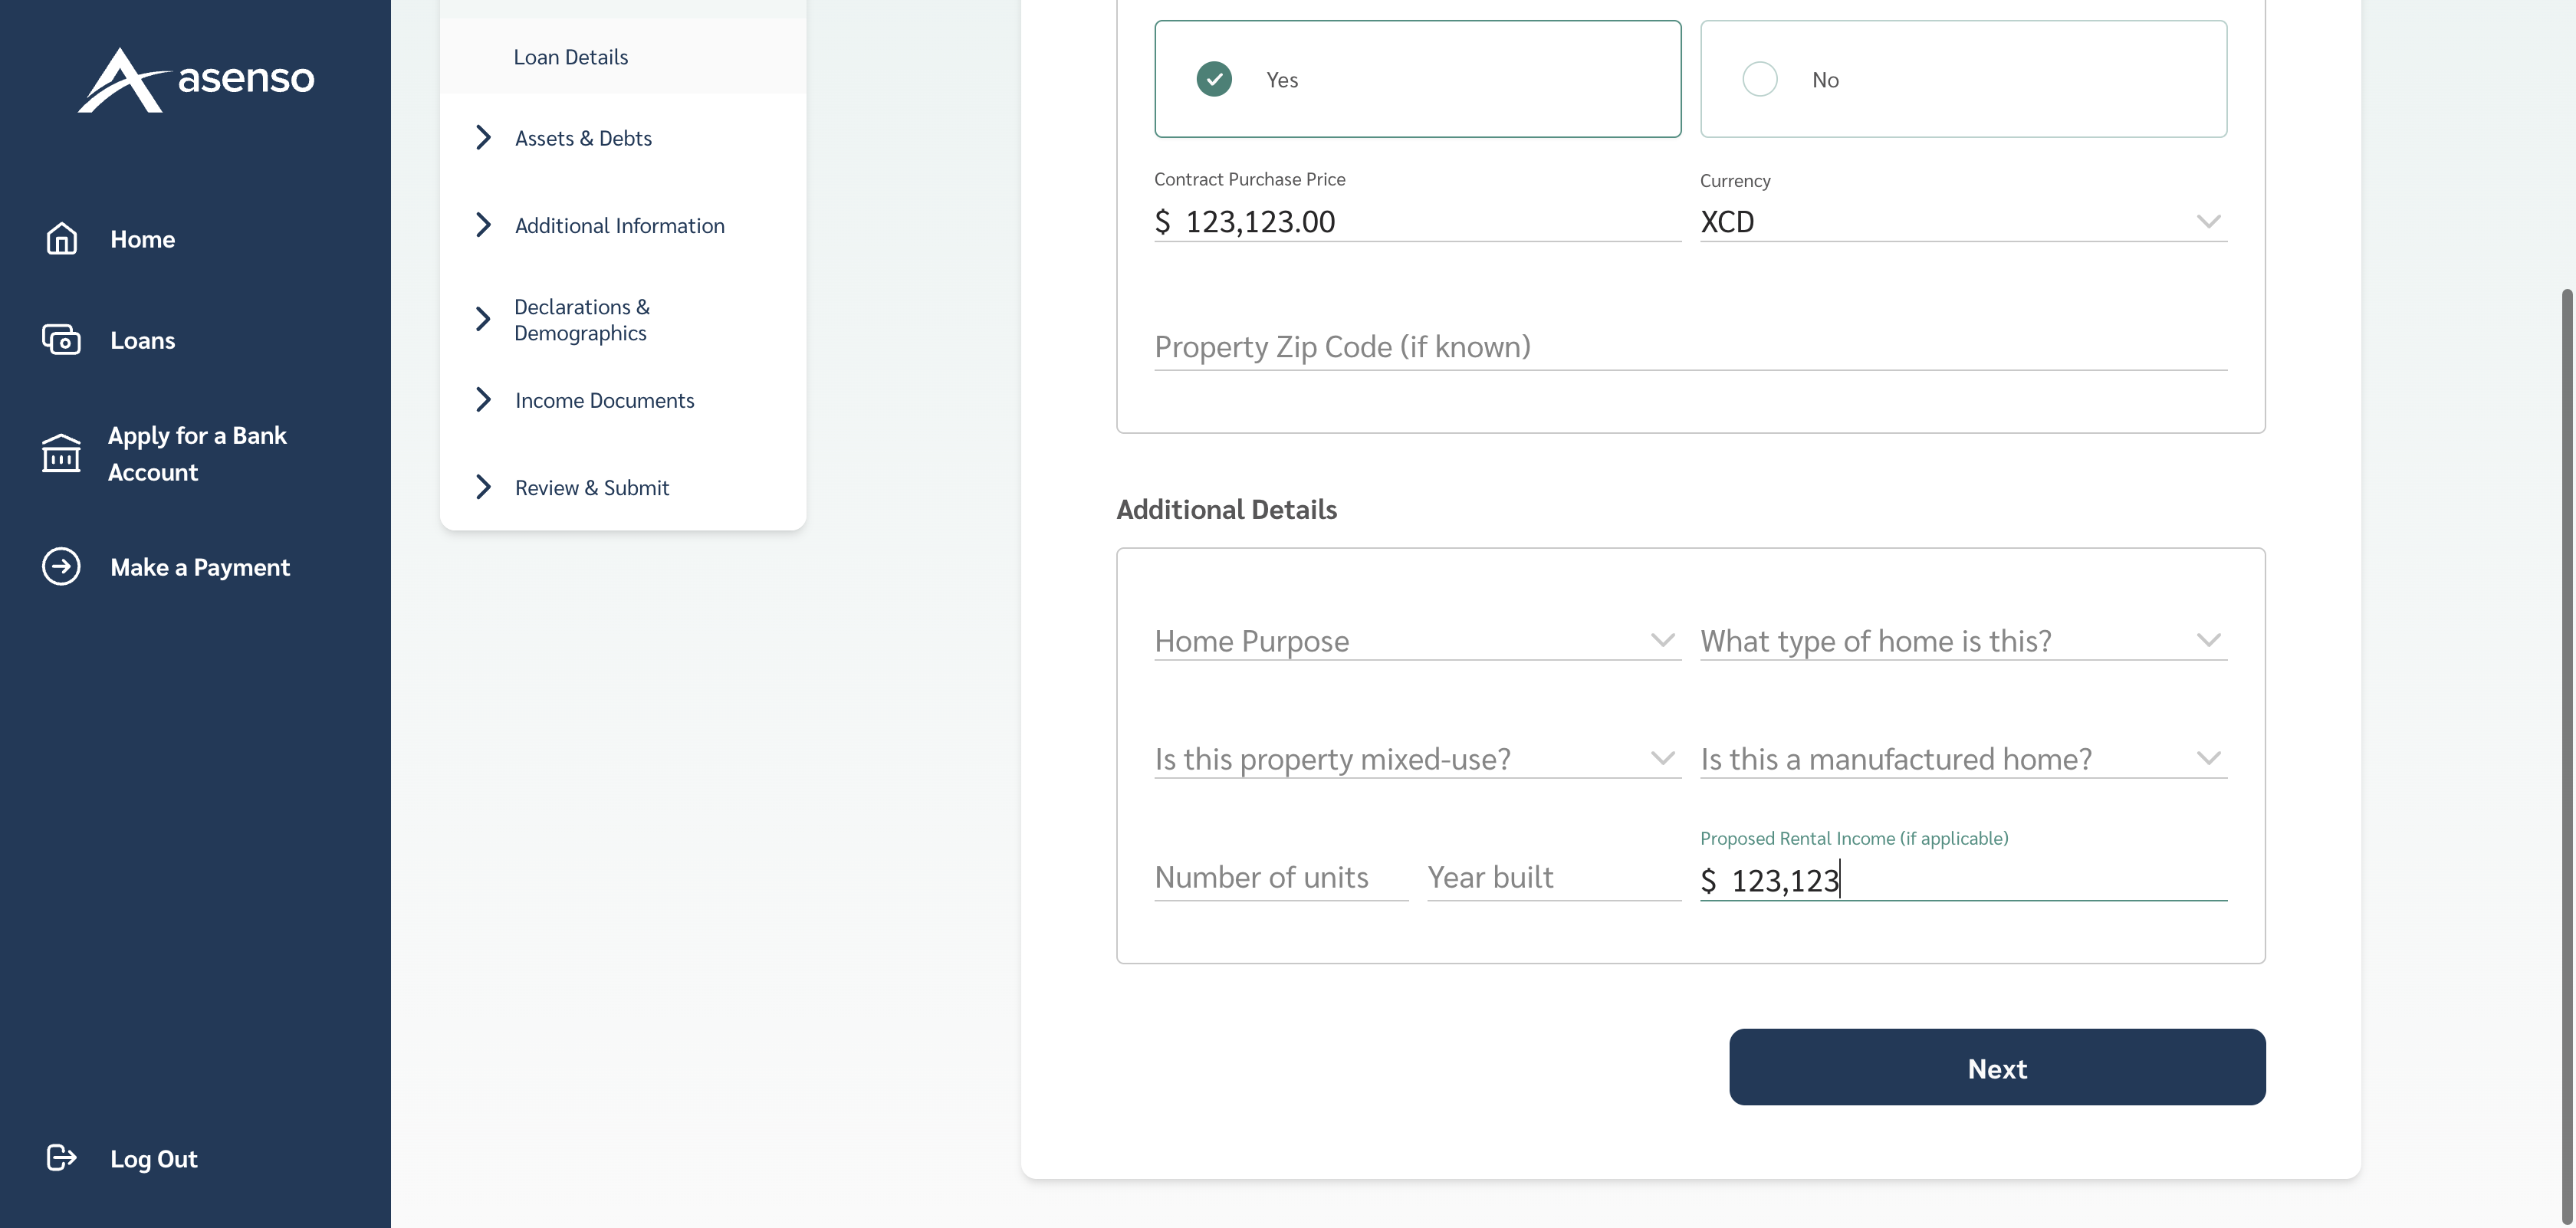 asenso
Home
Loans
Apply for a Bank
Account
Make a Payment
Log Out
Loan Details
Assets & Debts
Additional Information
Declarations &
Demographics
Income Documents
Review & Submit
Yes
No
Contract Purchase Price
$ 123,123.00
Currency
XCD
Property Zip Code (if known)
Additional Details
Home Purpose
What type of home is this?
Is this property mixed-use?
Is this a manufactured home?
Number of units
Year built
Proposed Rental Income (if applicable)
$ 123,123
Next